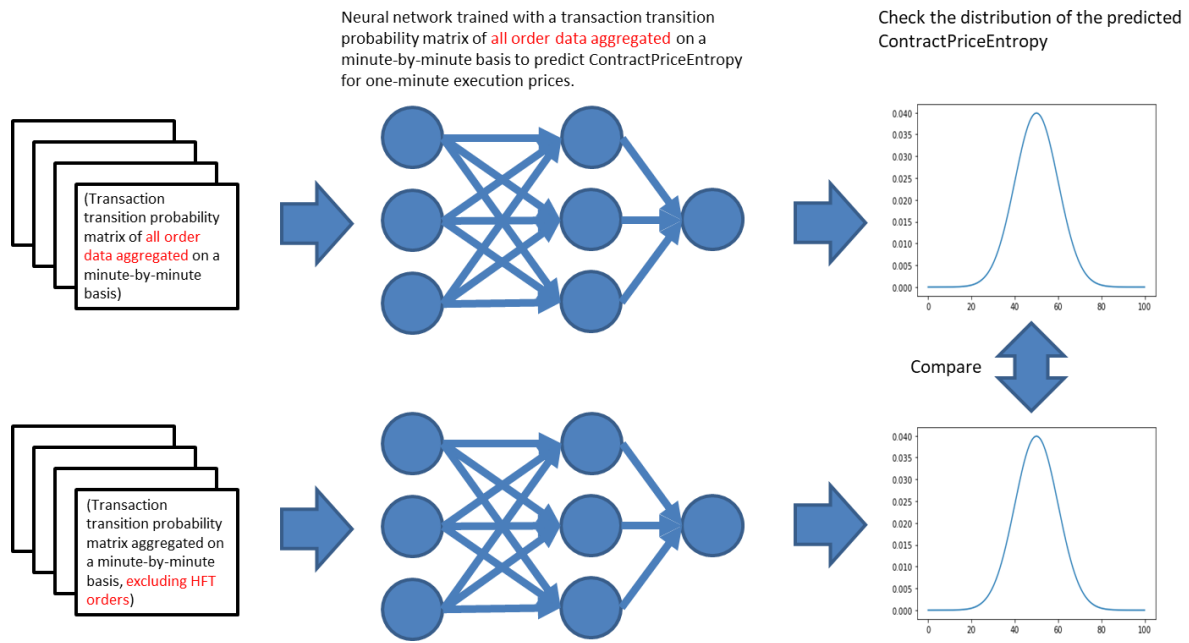 Neural network trained with a transaction transition
probability matrix of all order data aggregated on a
minute-by-minute basis to predict ContractPriceEntropy
for one-minute execution prices.
Check the distribution of the predicted
ContractPriceEntropy
(Transaction
transition probability
matrix of all order
data aggregated on a
minute-by-minute
basis)
0.040
0.035
0.030
0.025
0.020
0.015
0.010
0.005
0.000
0 20 40 60 80 100
Compare
(Transaction
transition probability
matrix aggregated on
a minute-by-minute
basis, excluding HFT
orders)
0.040
0.035
0.030
0.025
0.020
0.015
0.010
0.005
0.000
0 20 40 60 80 100